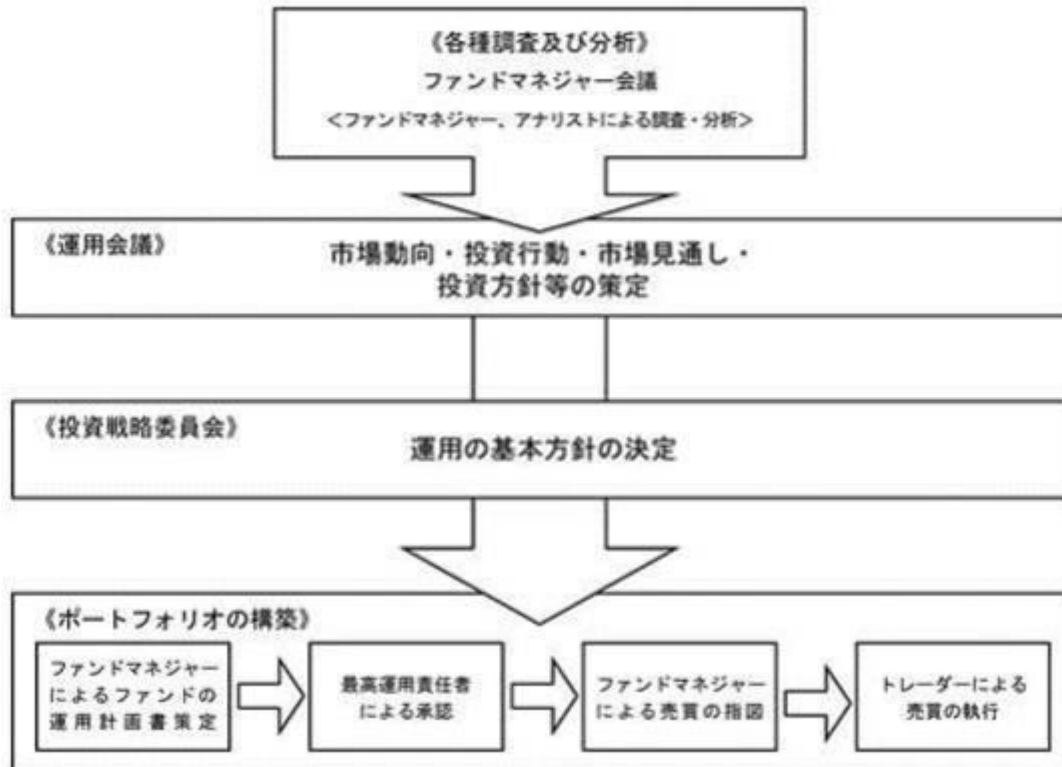 《各種調査及び分析》
ファンドマネジャー会議
<ファンドマネジャー、アナリストによる調査・分析>
《運用会議》
市場動向・投資行動・市場見通し・
投資方針等の策定
《投資戦略委員会》
運用の基本方針の決定
《ポートフォリオの構築》
ファンドマネジャー
によるファンドの
運用計画書策定
最高運用責任者
による承認
ファンドマネジャー
による売買の指図
トレーダーによる
売買の執行